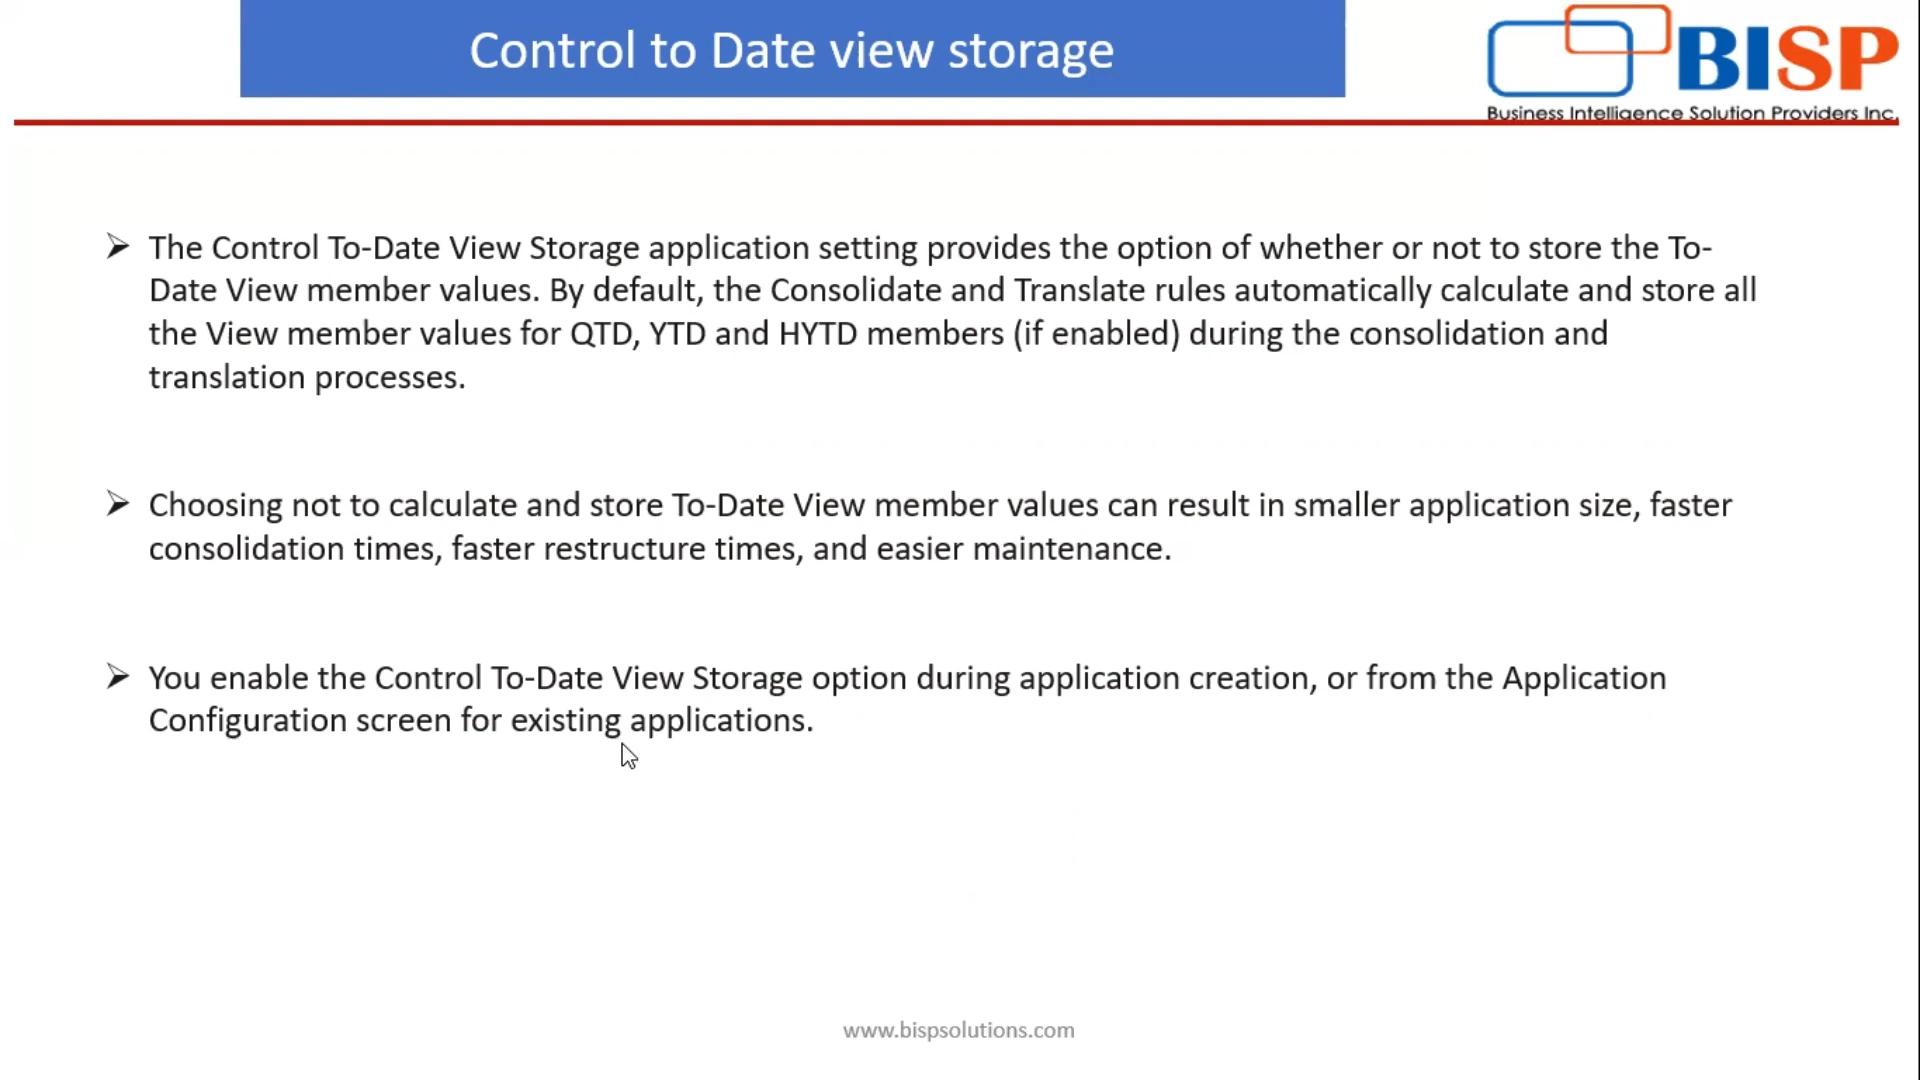 Control to Date view storage
BISP
Business Intelligence Solution Providers Inc.
The Control To-Date View Storage application setting provides the option of whether or not to store the To-
Date View member values. By default, the Consolidate and Translate rules automatically calculate and store all
the View member values for QTD, YTD and HYTD members (if enabled) during the consolidation and
translation processes.
Choosing not to calculate and store To-Date View member values can result in smaller application size, faster
consolidation times, faster restructure times, and easier maintenance.
You enable the Control To-Date View Storage option during application creation, or from the Application
Configuration screen for existing applications.
www.bispsolutions.com